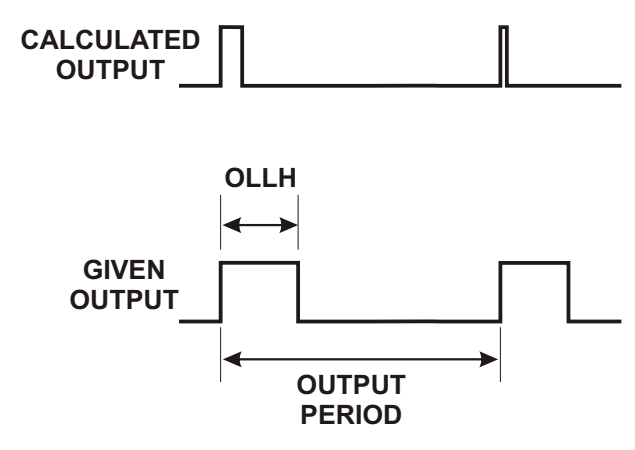 CALCULATED
OUTPUT
OLLH
GIVEN
OUTPUT
OUTPUT
PERIOD